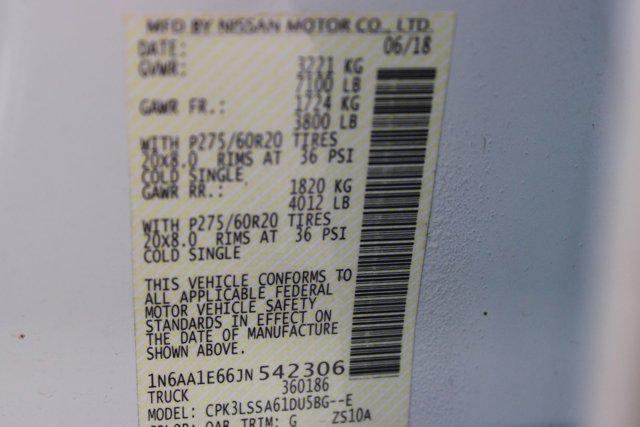 MFD BY NISSAN MOTOR CO., LTD.
DATE: 06/18
GVWR: 3221 KG
7100 LB
GAWR FR.: 1724 KG
3800 LB
WITH P275/60R20 TIRES
20x8.0 RIMS AT 36 PSI
COLD SINGLE
GAWR RR.: 1820 KG
4012 LB
WITH P275/60R20 TIRES
20x8.0 RIMS AT 36 PSI
COLD SINGLE
THIS VEHICLE CONFORMS TO
ALL APPLICABLE FEDERAL
MOTOR VEHICLE SAFETY
STANDARDS IN EFFECT ON
THE DATE OF MANUFACTURE
SHOWN ABOVE.
1N6AA1E66JN542306
TRUCK 360186
MODEL: CPK3LSSA61DU5BG--E
COLOR: QAB TRIM: G ZS10A